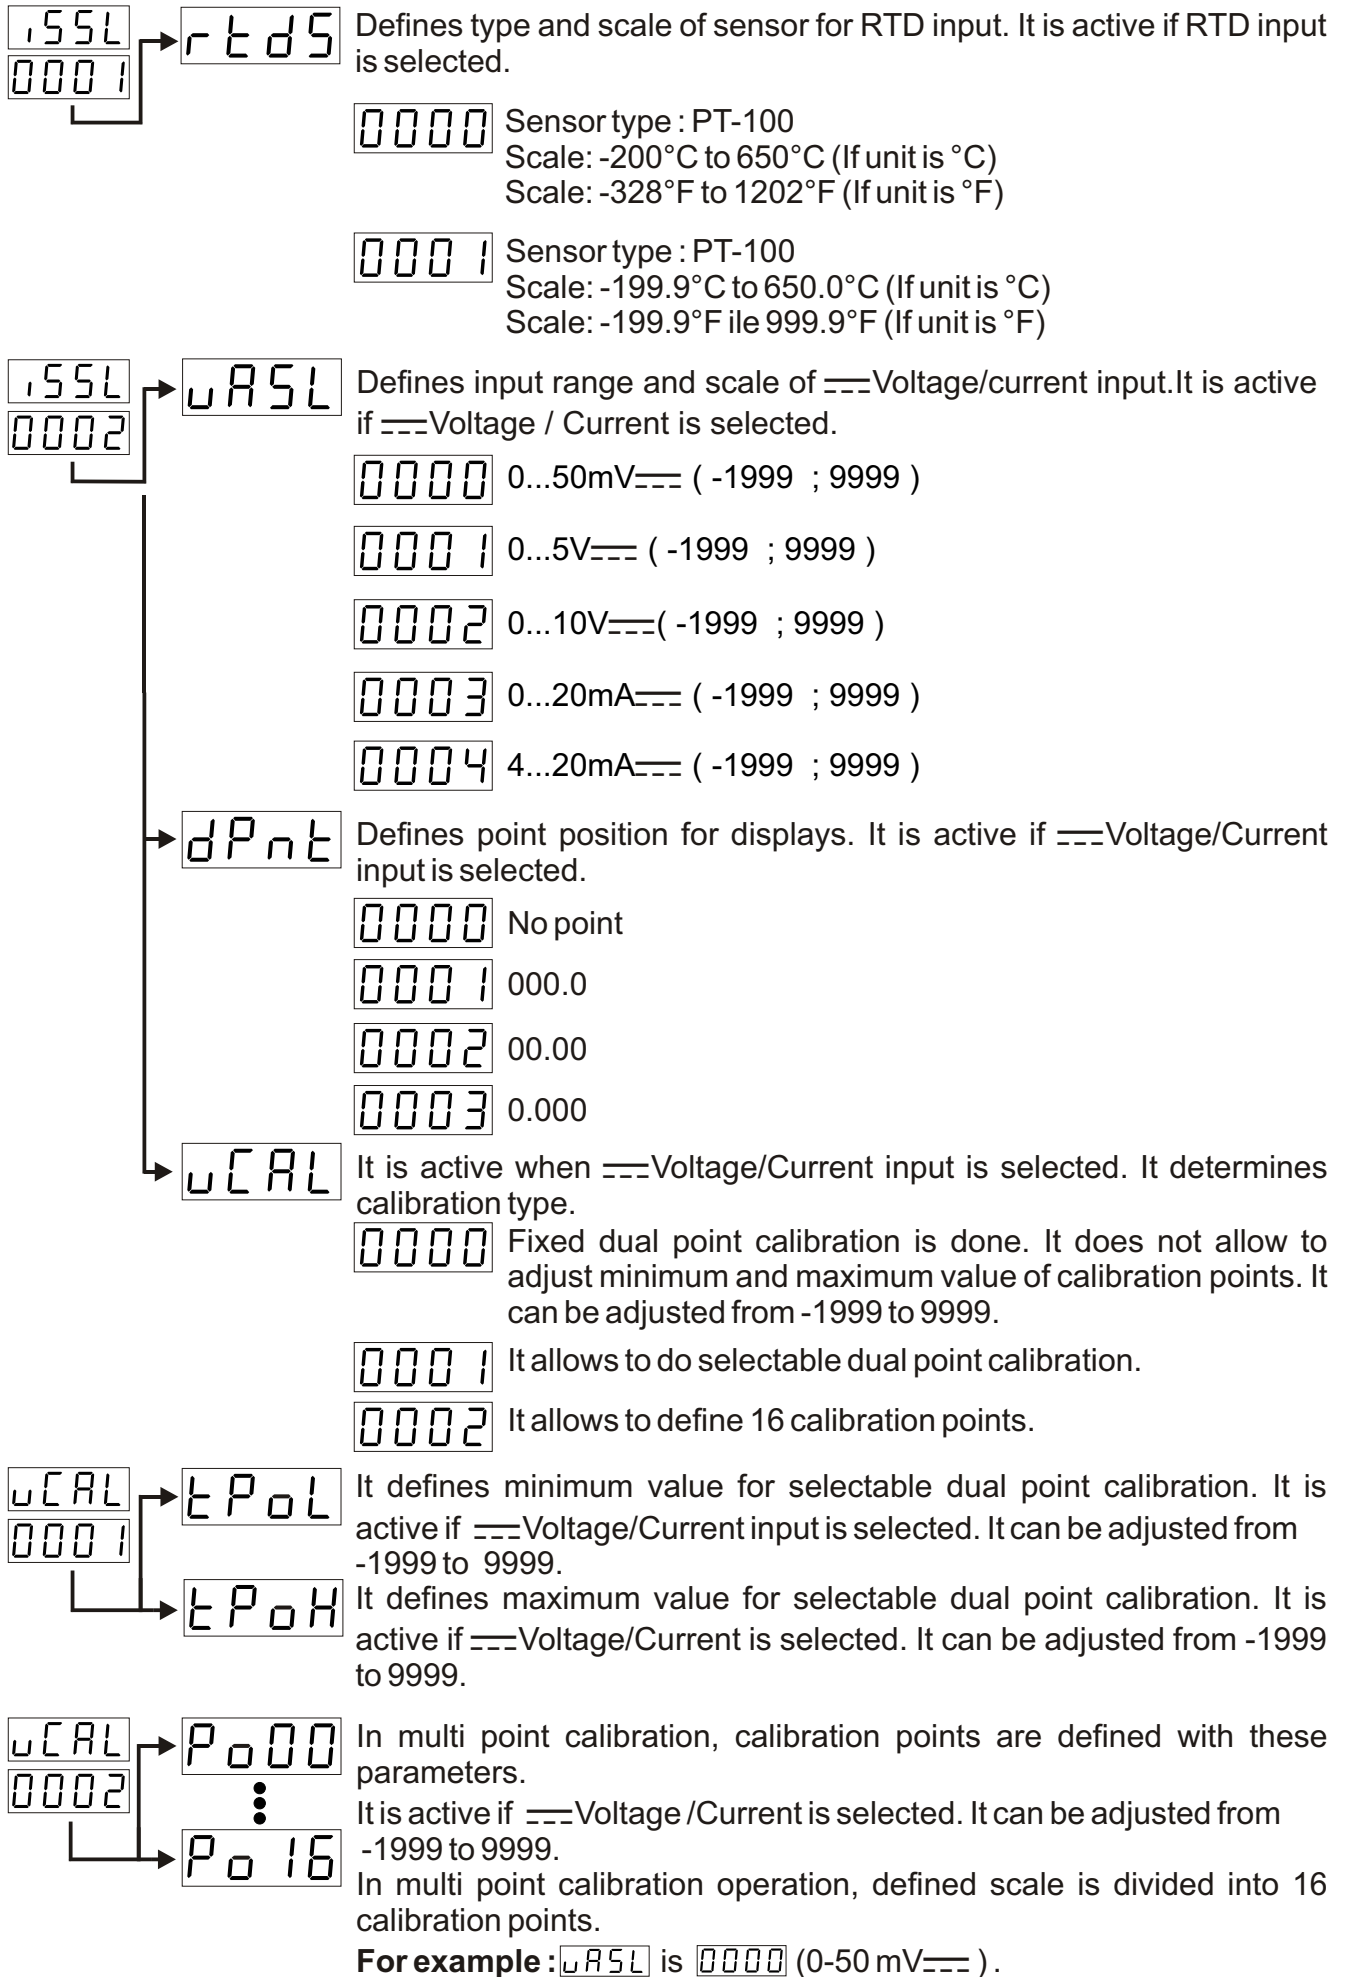 iSSL
0001
rtdS
Defines type and scale of sensor for RTD input. It is active if RTD input
is selected.
0000
Sensor type : PT-100
Scale: -200°C to 650°C (If unit is °C)
Scale: -328°F to 1202°F (If unit is °F)
0001
Sensor type : PT-100
Scale: -199.9°C to 650.0°C (If unit is °C)
Scale: -199.9°F ile 999.9°F (If unit is °F)
iSSL
0002
uASL
Defines input range and scale of ⎓Voltage/current input.It is active
if ⎓Voltage / Current is selected.
0000 0...50mV⎓ ( -1999 ; 9999 )
0001 0...5V⎓ ( -1999 ; 9999 )
0002 0...10V⎓( -1999 ; 9999 )
0003 0...20mA⎓ ( -1999 ; 9999 )
0004 4...20mA⎓ ( -1999 ; 9999 )
dPnt
Defines point position for displays. It is active if ⎓Voltage/Current
input is selected.
0000 No point
0001 000.0
0002 00.00
0003 0.000
uCAL
It is active when ⎓Voltage/Current input is selected. It determines
calibration type.
0000
Fixed dual point calibration is done. It does not allow to
adjust minimum and maximum value of calibration points. It
can be adjusted from -1999 to 9999.
0001 It allows to do selectable dual point calibration.
0002 It allows to define 16 calibration points.
uCAL
0001
tPoL
It defines minimum value for selectable dual point calibration. It is
active if ⎓Voltage/Current input is selected. It can be adjusted from
-1999 to 9999.
tPoH
It defines maximum value for selectable dual point calibration. It is
active if ⎓Voltage/Current is selected. It can be adjusted from -1999
to 9999.
uCAL
0002
Po00
Po16
In multi point calibration, calibration points are defined with these
parameters.
It is active if ⎓Voltage /Current is selected. It can be adjusted from
-1999 to 9999.
In multi point calibration operation, defined scale is divided into 16
calibration points.
For example : uASL is 0000 (0-50 mV⎓ ) .